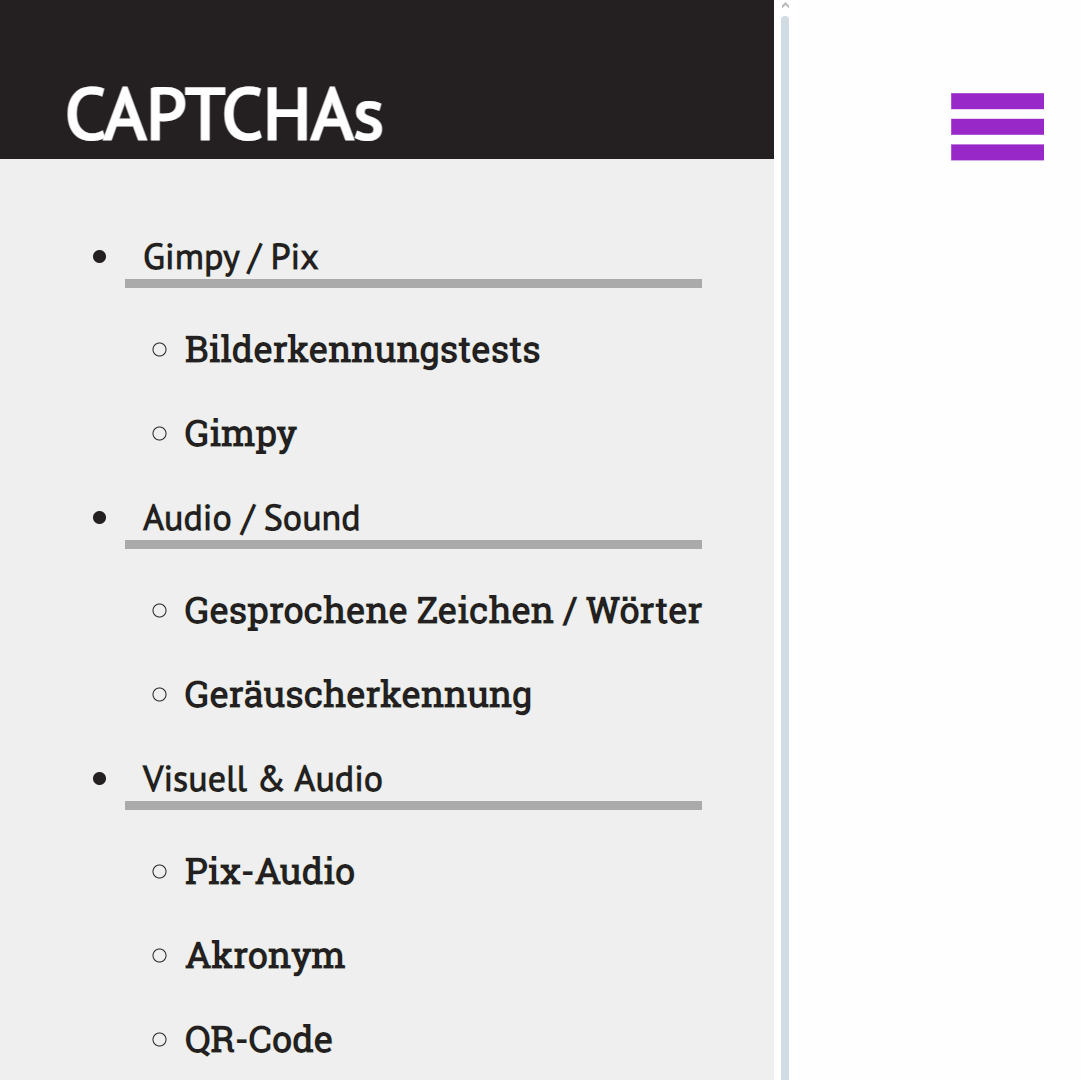 CAPTCHAs
Gimpy / Pix
Bilderkennungstests
Gimpy
Audio / Sound
Gesprochene Zeichen / Wörter
Geräuscherkennung
Visuell & Audio
Pix-Audio
Akronym
QR-Code